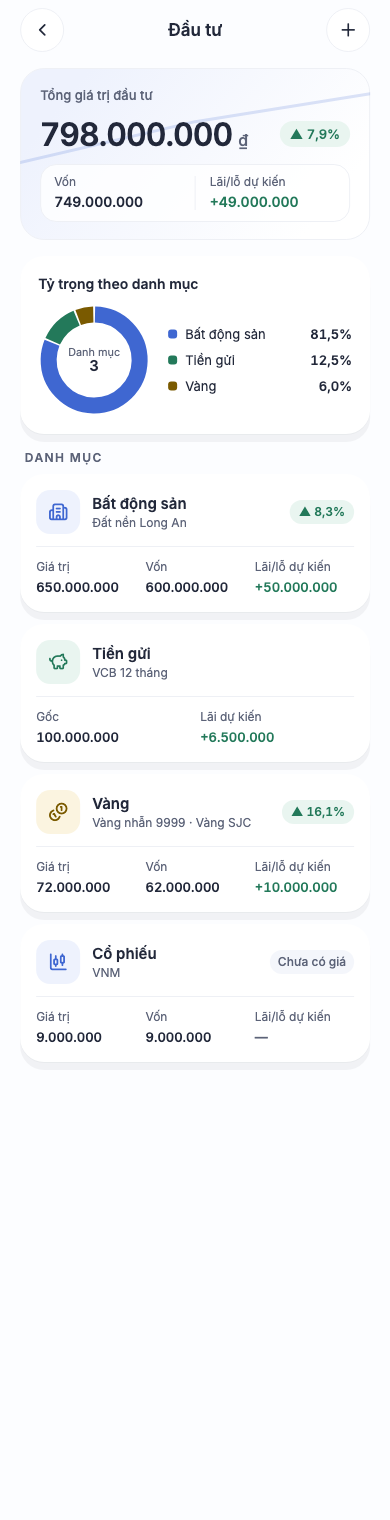 Đầu tư
Tổng giá trị đầu tư
798.000.000 ₫ ▲ 7,9%
Vốn Lãi/lỗ dự kiến
749.000.000 +49.000.000
Tỷ trọng theo danh mục
Danh mục
3
Bất động sản 81,5%
Tiền gửi 12,5%
Vàng 6,0%
DANH MỤC
Bất động sản
Đất nền Long An
▲ 8,3%
Giá trị Vốn Lãi/lỗ dự kiến
650.000.000 600.000.000 +50.000.000
Tiền gửi
VCB 12 tháng
Gốc Lãi dự kiến
100.000.000 +6.500.000
Vàng
Vàng nhẫn 9999 · Vàng SJC
▲ 16,1%
Giá trị Vốn Lãi/lỗ dự kiến
72.000.000 62.000.000 +10.000.000
Cổ phiếu
VNM
Chưa có giá
Giá trị Vốn Lãi/lỗ dự kiến
9.000.000 9.000.000 —